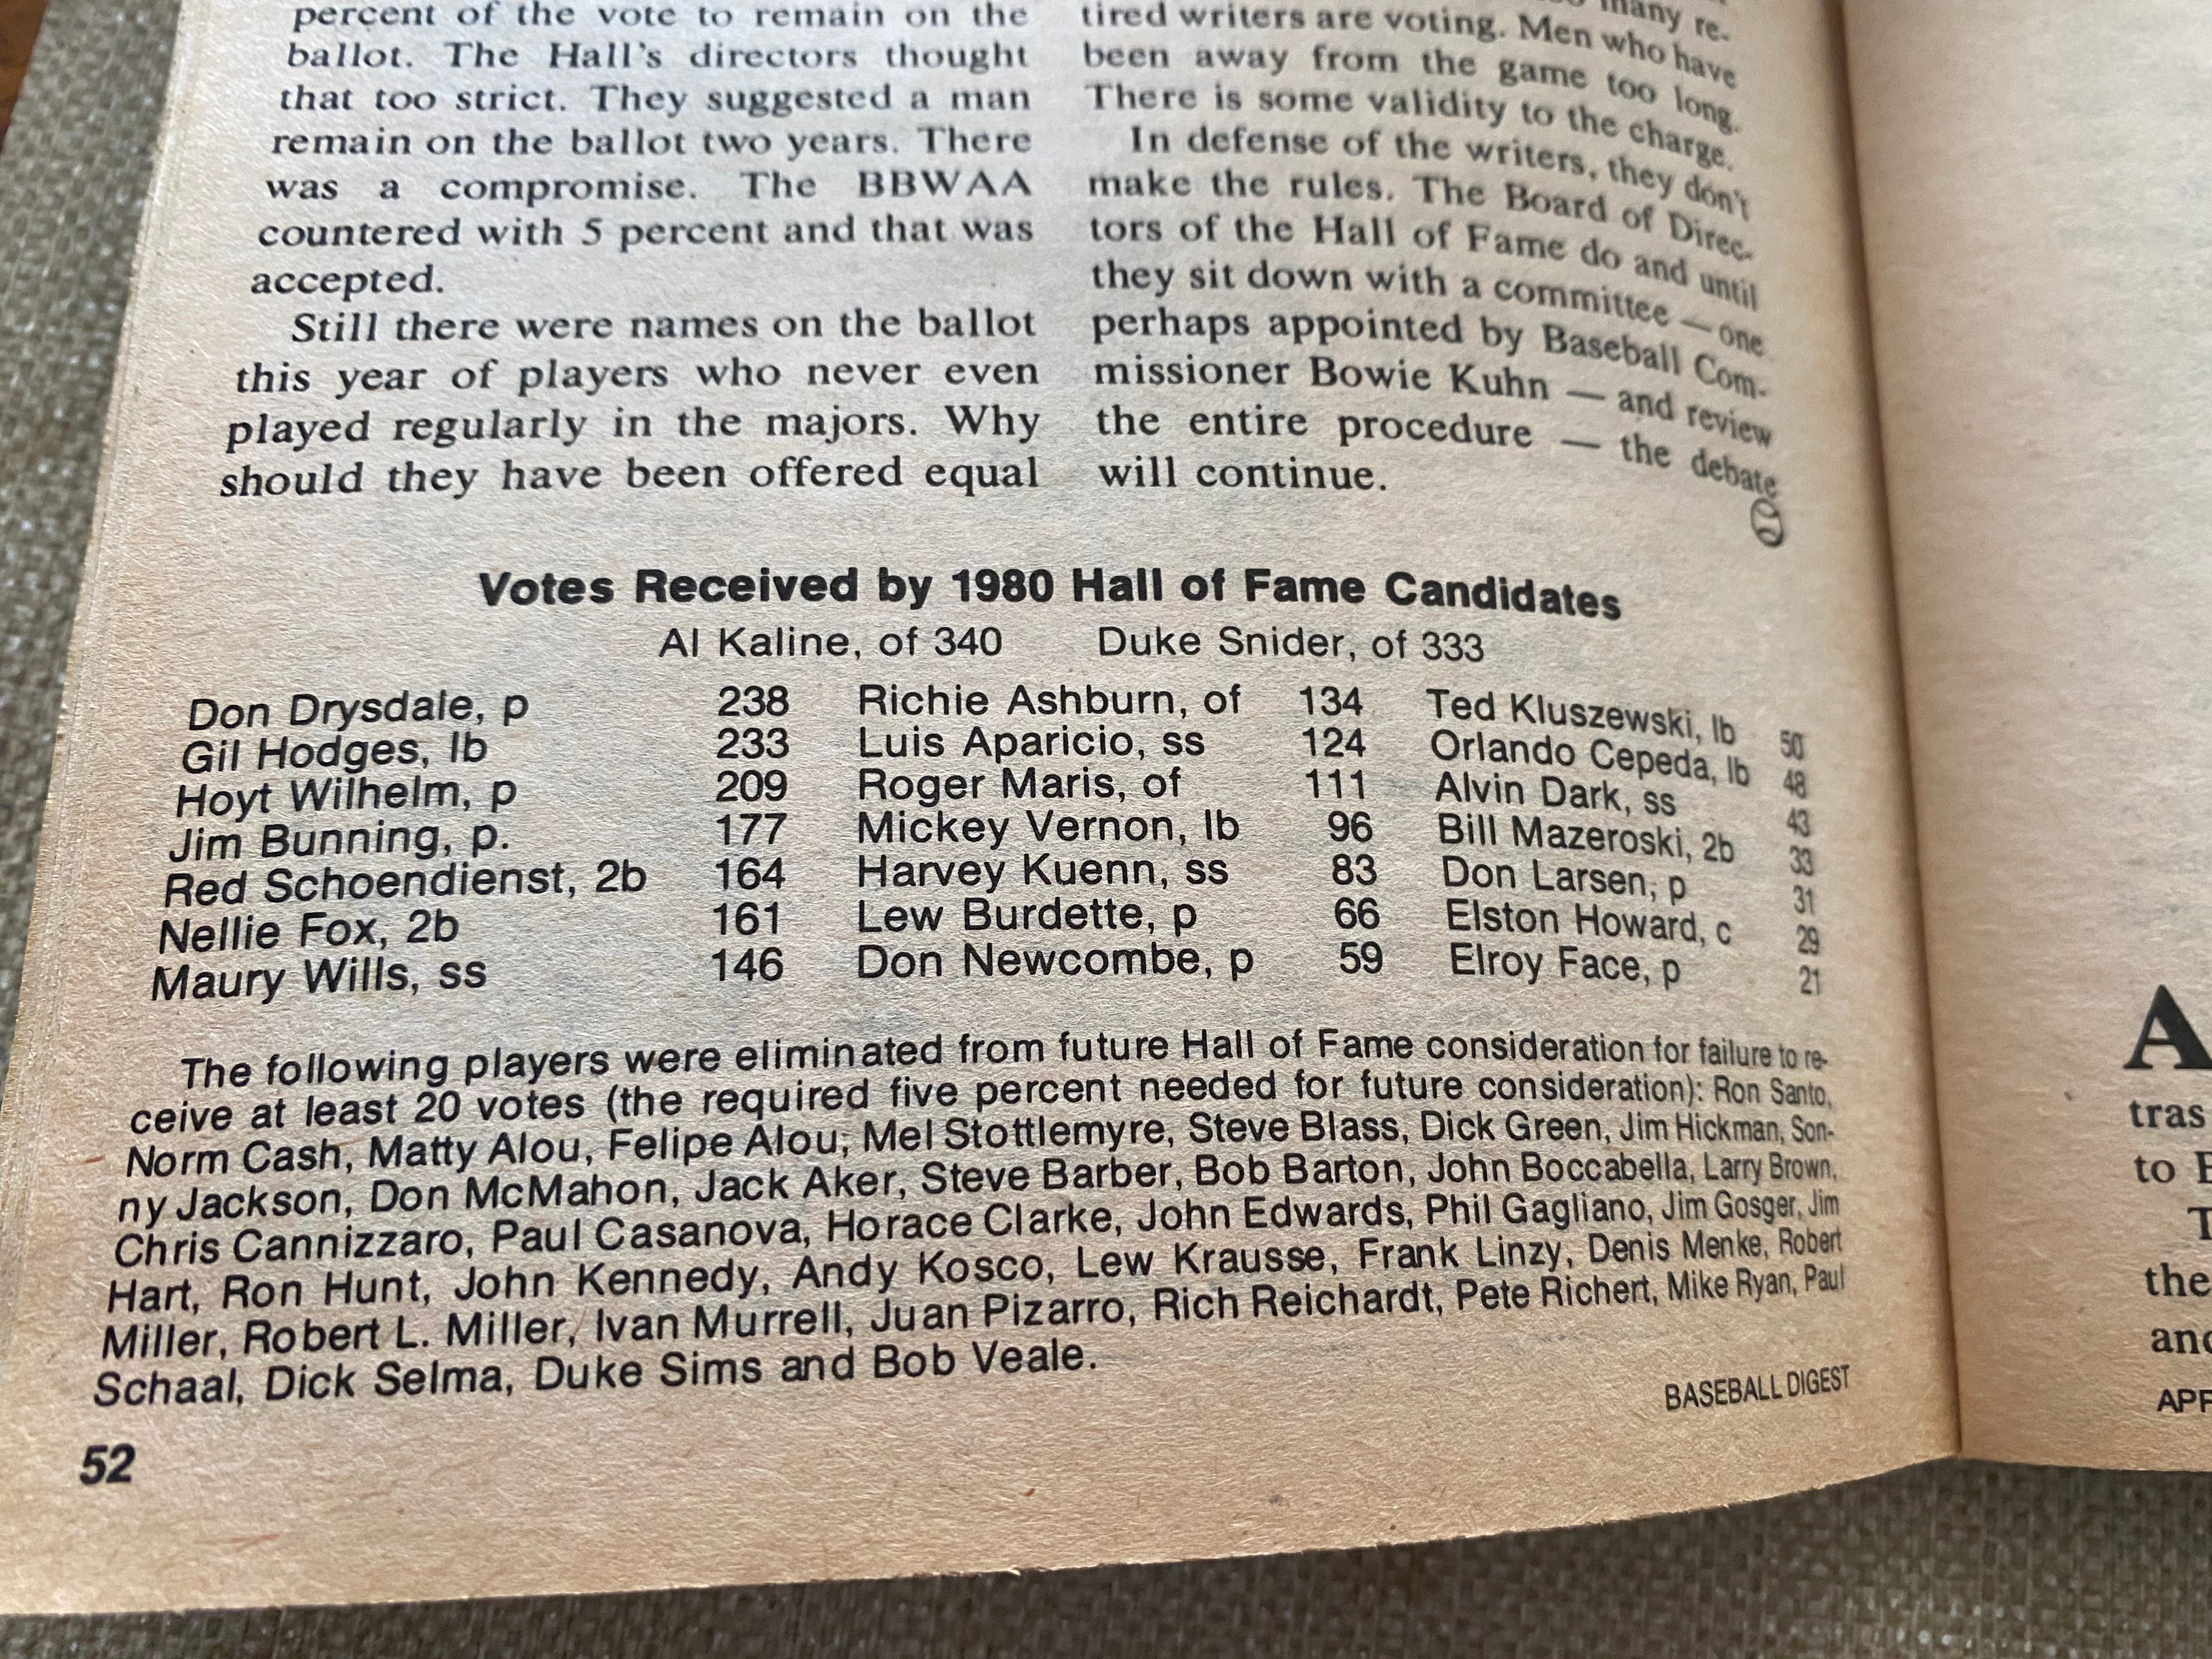 percent of the vote to remain on the
ballot. The Hall's directors thought
that too strict. They suggested a man
remain on the ballot two years. There
was a compromise. The BBWAA
countered with 5 percent and that was
accepted.
Still there were names on the ballot
this year of players who never even
played regularly in the majors. Why
should they have been offered equal
many re-
tired writers are voting. Men who have
been away from the game too long.
There is some validity to the charge.
In defense of the writers, they don't
make the rules. The Board of Direc-
tors of the Hall of Fame do and until
they sit down with a committee — one
perhaps appointed by Baseball Com-
missioner Bowie Kuhn — and review
the entire procedure — the debate
will continue.
Votes Received by 1980 Hall of Fame Candidates
Al Kaline, of 340 Duke Snider, of 333
Don Drysdale, p 238 Richie Ashburn, of 134 Ted Kluszewski, lb 50
Gil Hodges, lb 233 Luis Aparicio, ss 124 Orlando Cepeda, lb 48
Hoyt Wilhelm, p 209 Roger Maris, of 111 Alvin Dark, ss 43
Jim Bunning, p. 177 Mickey Vernon, lb 96 Bill Mazeroski, 2b 33
Red Schoendienst, 2b 164 Harvey Kuenn, ss 83 Don Larsen, p 31
Nellie Fox, 2b 161 Lew Burdette, p 66 Elston Howard, c 29
Maury Wills, ss 146 Don Newcombe, p 59 Elroy Face, p 21
The following players were eliminated from future Hall of Fame consideration for failure to re-
ceive at least 20 votes (the required five percent needed for future consideration): Ron Santo,
Norm Cash, Matty Alou, Felipe Alou, Mel Stottlemyre, Steve Blass, Dick Green, Jim Hickman, Son-
ny Jackson, Don McMahon, Jack Aker, Steve Barber, Bob Barton, John Boccabella, Larry Brown,
Chris Cannizzaro, Paul Casanova, Horace Clarke, John Edwards, Phil Gagliano, Jim Gosger, Jim
Hart, Ron Hunt, John Kennedy, Andy Kosco, Lew Krausse, Frank Linzy, Denis Menke, Robert
Miller, Robert L. Miller, Ivan Murrell, Juan Pizarro, Rich Reichardt, Pete Richert, Mike Ryan, Paul
Schaal, Dick Selma, Duke Sims and Bob Veale.
BASEBALL DIGEST
52
A
tras
to
the